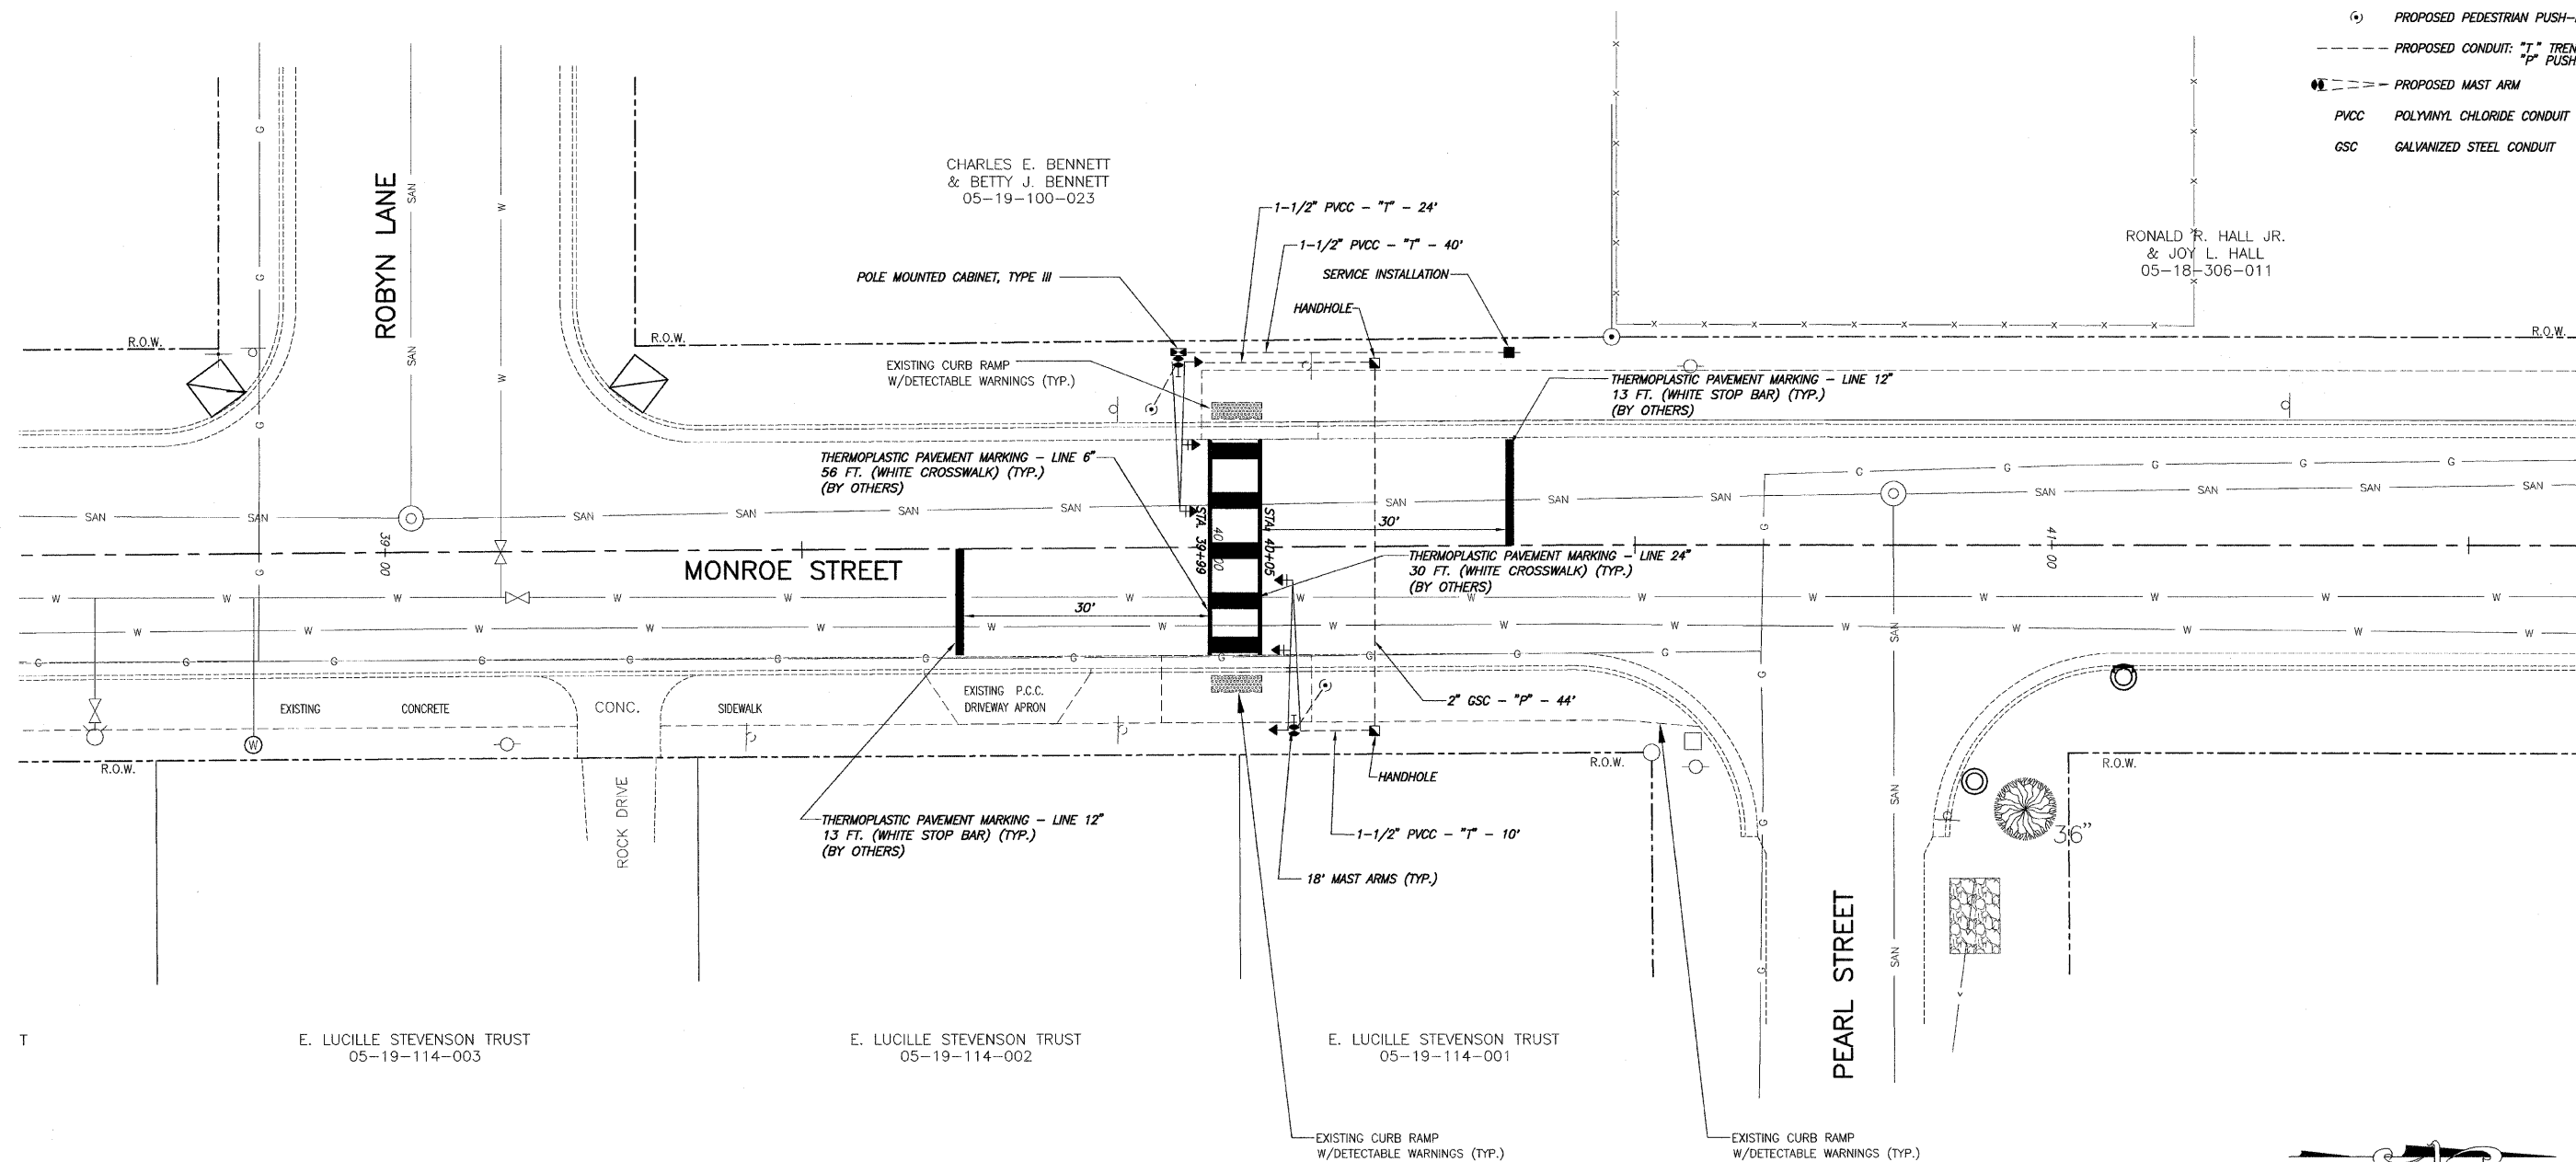 PROPOSED PEDESTRIAN PUSH-
PROPOSED CONDUIT: "T" TREN
"P" PUSH
PROPOSED MAST ARM
PVCC POLYVINYL CHLORIDE CONDUIT
GSC GALVANIZED STEEL CONDUIT
ROBYN LANE
CHARLES E. BENNETT
& BETTY J. BENNETT
05-19-100-023
1-1/2" PVCC - "T" - 24'
1-1/2" PVCC - "T" - 40'
POLE MOUNTED CABINET, TYPE III
SERVICE INSTALLATION
HANDHOLE
RONALD R. HALL JR.
& JOY L. HALL
05-18-306-011
R.O.W.
R.O.W.
R.O.W.
EXISTING CURB RAMP
W/DETECTABLE WARNINGS (TYP.)
THERMOPLASTIC PAVEMENT MARKING - LINE 12"
13 FT. (WHITE STOP BAR) (TYP.)
(BY OTHERS)
THERMOPLASTIC PAVEMENT MARKING - LINE 6"
56 FT. (WHITE CROSSWALK) (TYP.)
(BY OTHERS)
STA. 39+99
40+00
STA. 40+05
30'
39+00
41+00
MONROE STREET
THERMOPLASTIC PAVEMENT MARKING - LINE 24"
30 FT. (WHITE CROSSWALK) (TYP.)
(BY OTHERS)
30'
EXISTING CONCRETE SIDEWALK
CONC.
EXISTING P.C.C.
DRIVEWAY APRON
2" GSC - "P" - 44'
R.O.W.
R.O.W.
R.O.W.
HANDHOLE
ROCK DRIVE
THERMOPLASTIC PAVEMENT MARKING - LINE 12"
13 FT. (WHITE STOP BAR) (TYP.)
(BY OTHERS)
1-1/2" PVCC - "T" - 10'
18' MAST ARMS (TYP.)
36"
PEARL STREET
T
E. LUCILLE STEVENSON TRUST
05-19-114-003
E. LUCILLE STEVENSON TRUST
05-19-114-002
E. LUCILLE STEVENSON TRUST
05-19-114-001
EXISTING CURB RAMP
W/DETECTABLE WARNINGS (TYP.)
EXISTING CURB RAMP
W/DETECTABLE WARNINGS (TYP.)